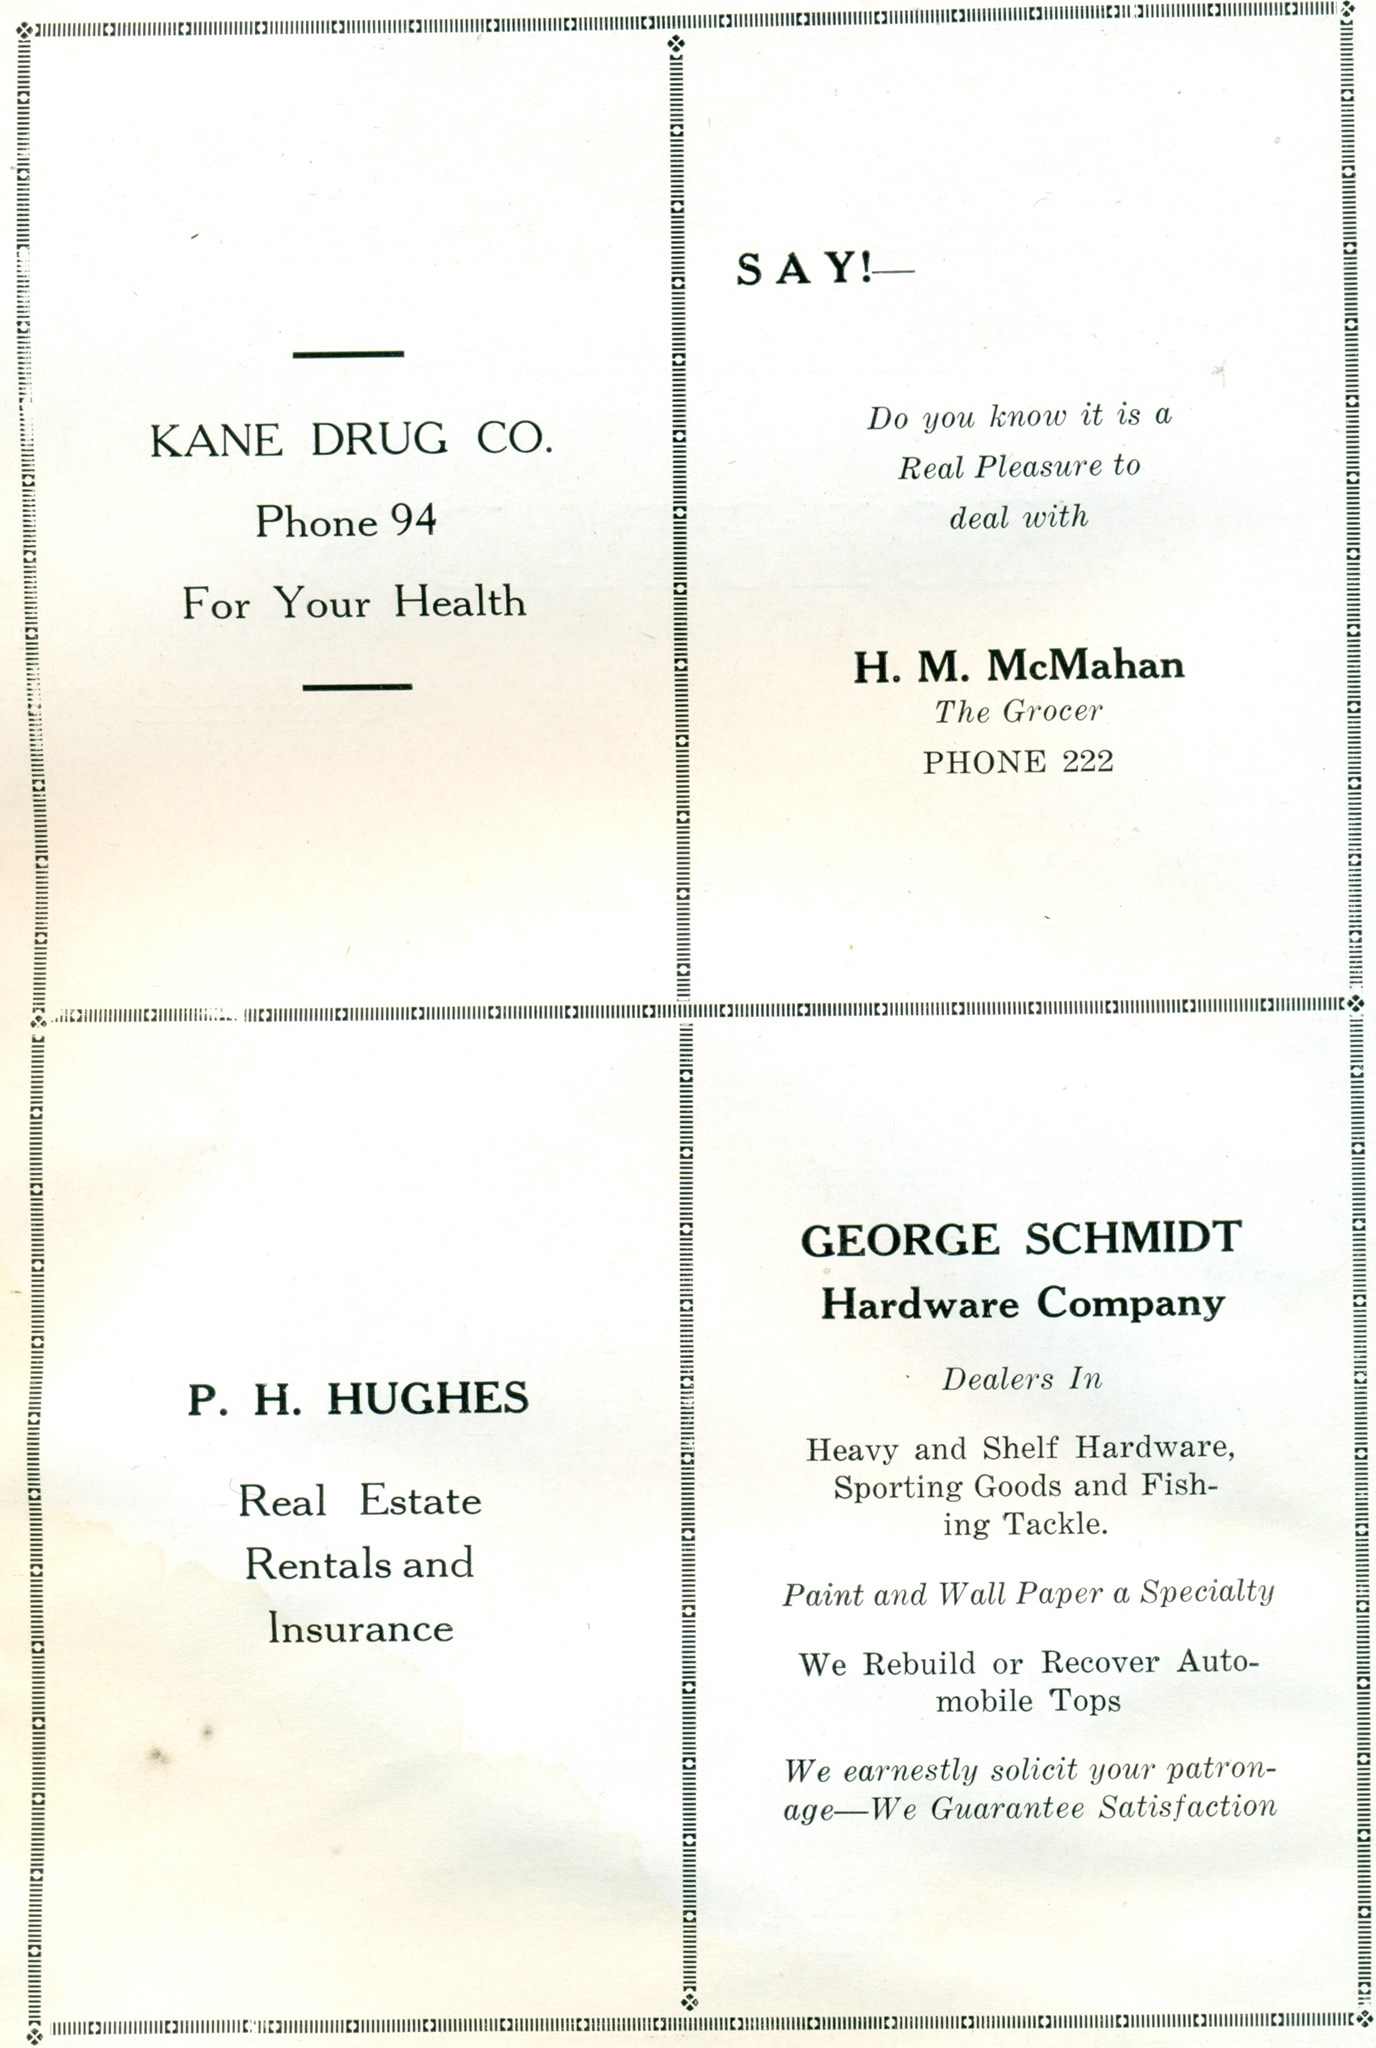 KANE DRUG CO.
Phone 94
For Your Health
SAY!—
Do you know it is a
Real Pleasure to
deal with
H. M. McMahan
The Grocer
PHONE 222
P. H. HUGHES
Real Estate
Rentals and
Insurance
GEORGE SCHMIDT
Hardware Company
Dealers In
Heavy and Shelf Hardware,
Sporting Goods and Fish-
ing Tackle.
Paint and Wall Paper a Specialty
We Rebuild or Recover Auto-
mobile Tops
We earnestly solicit your patron-
age—We Guarantee Satisfaction